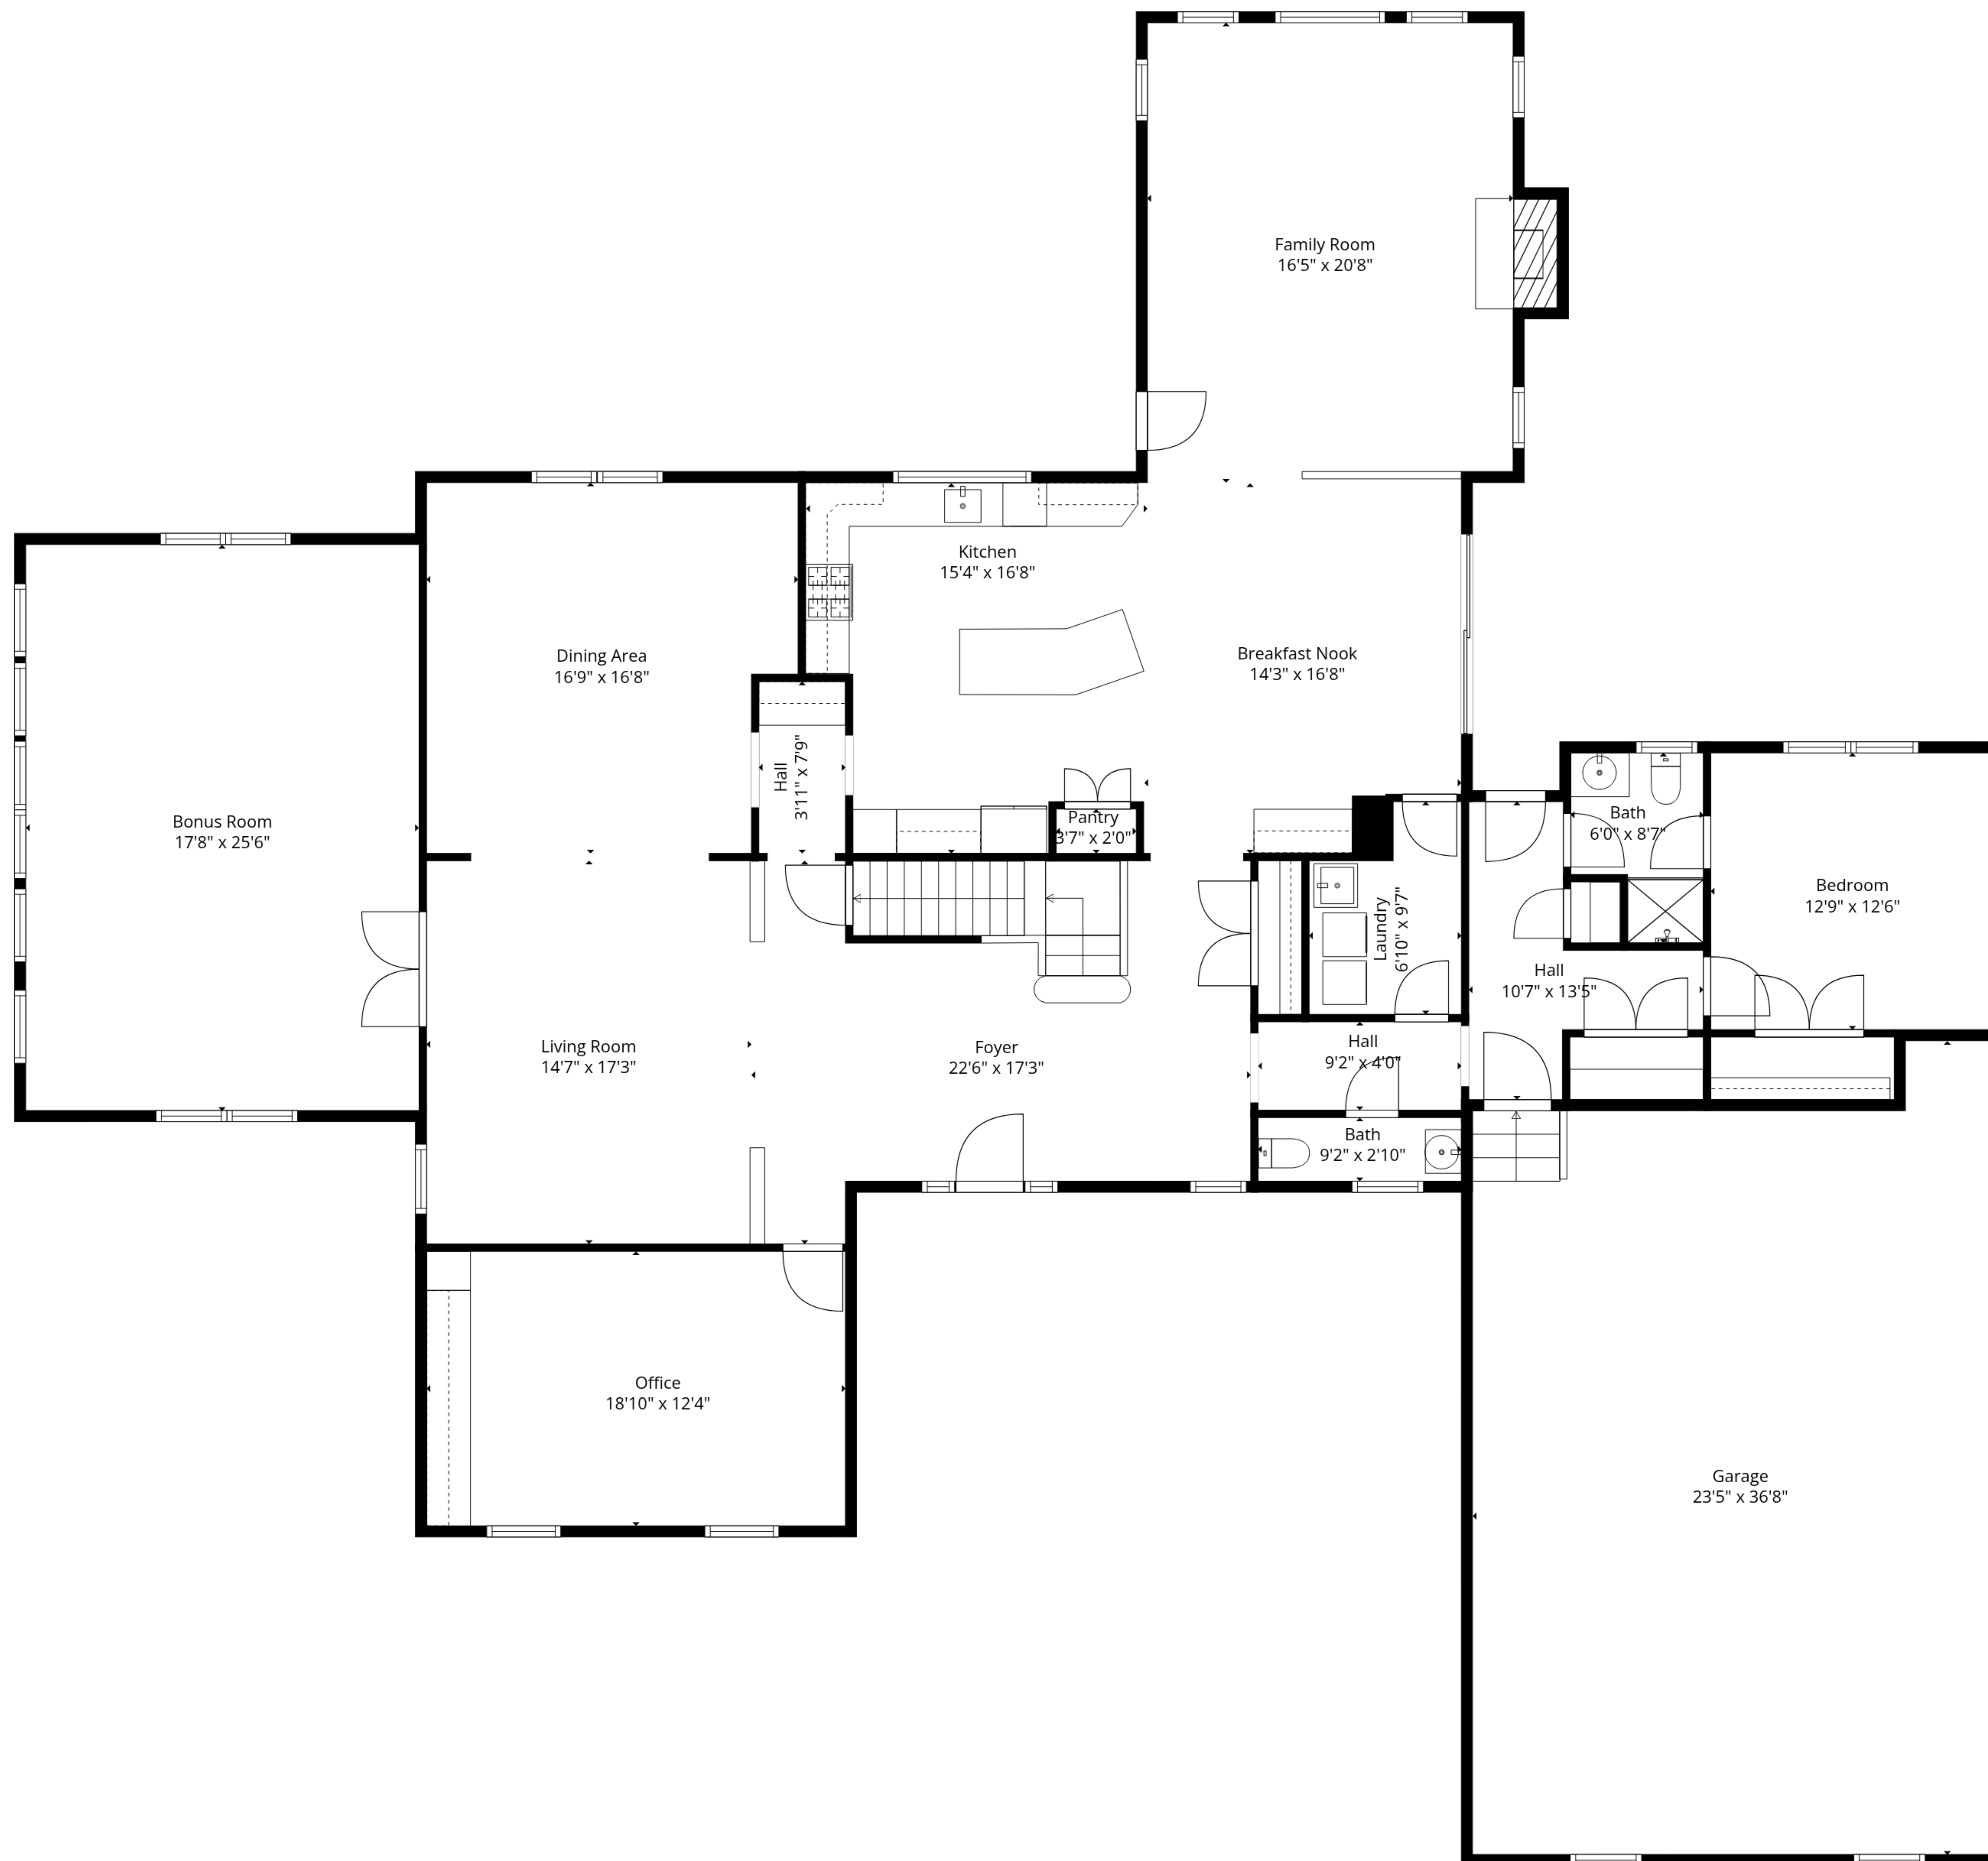 Family Room
16'5" x 20'8"
Kitchen
15'4" x 16'8"
Dining Area
16'9" x 16'8"
Breakfast Nook
14'3" x 16'8"
Hall
3'11" x 7'9"
Bonus Room
17'8" x 25'6"
Pantry
3'7" x 2'0"
Bath
6'0" x 8'7"
Bedroom
12'9" x 12'6"
Laundry
6'10" x 9'7"
Hall
10'7" x 13'5"
Living Room
14'7" x 17'3"
Foyer
22'6" x 17'3"
Hall
9'2" x 4'0"
Bath
9'2" x 2'10"
Office
18'10" x 12'4"
Garage
23'5" x 36'8"